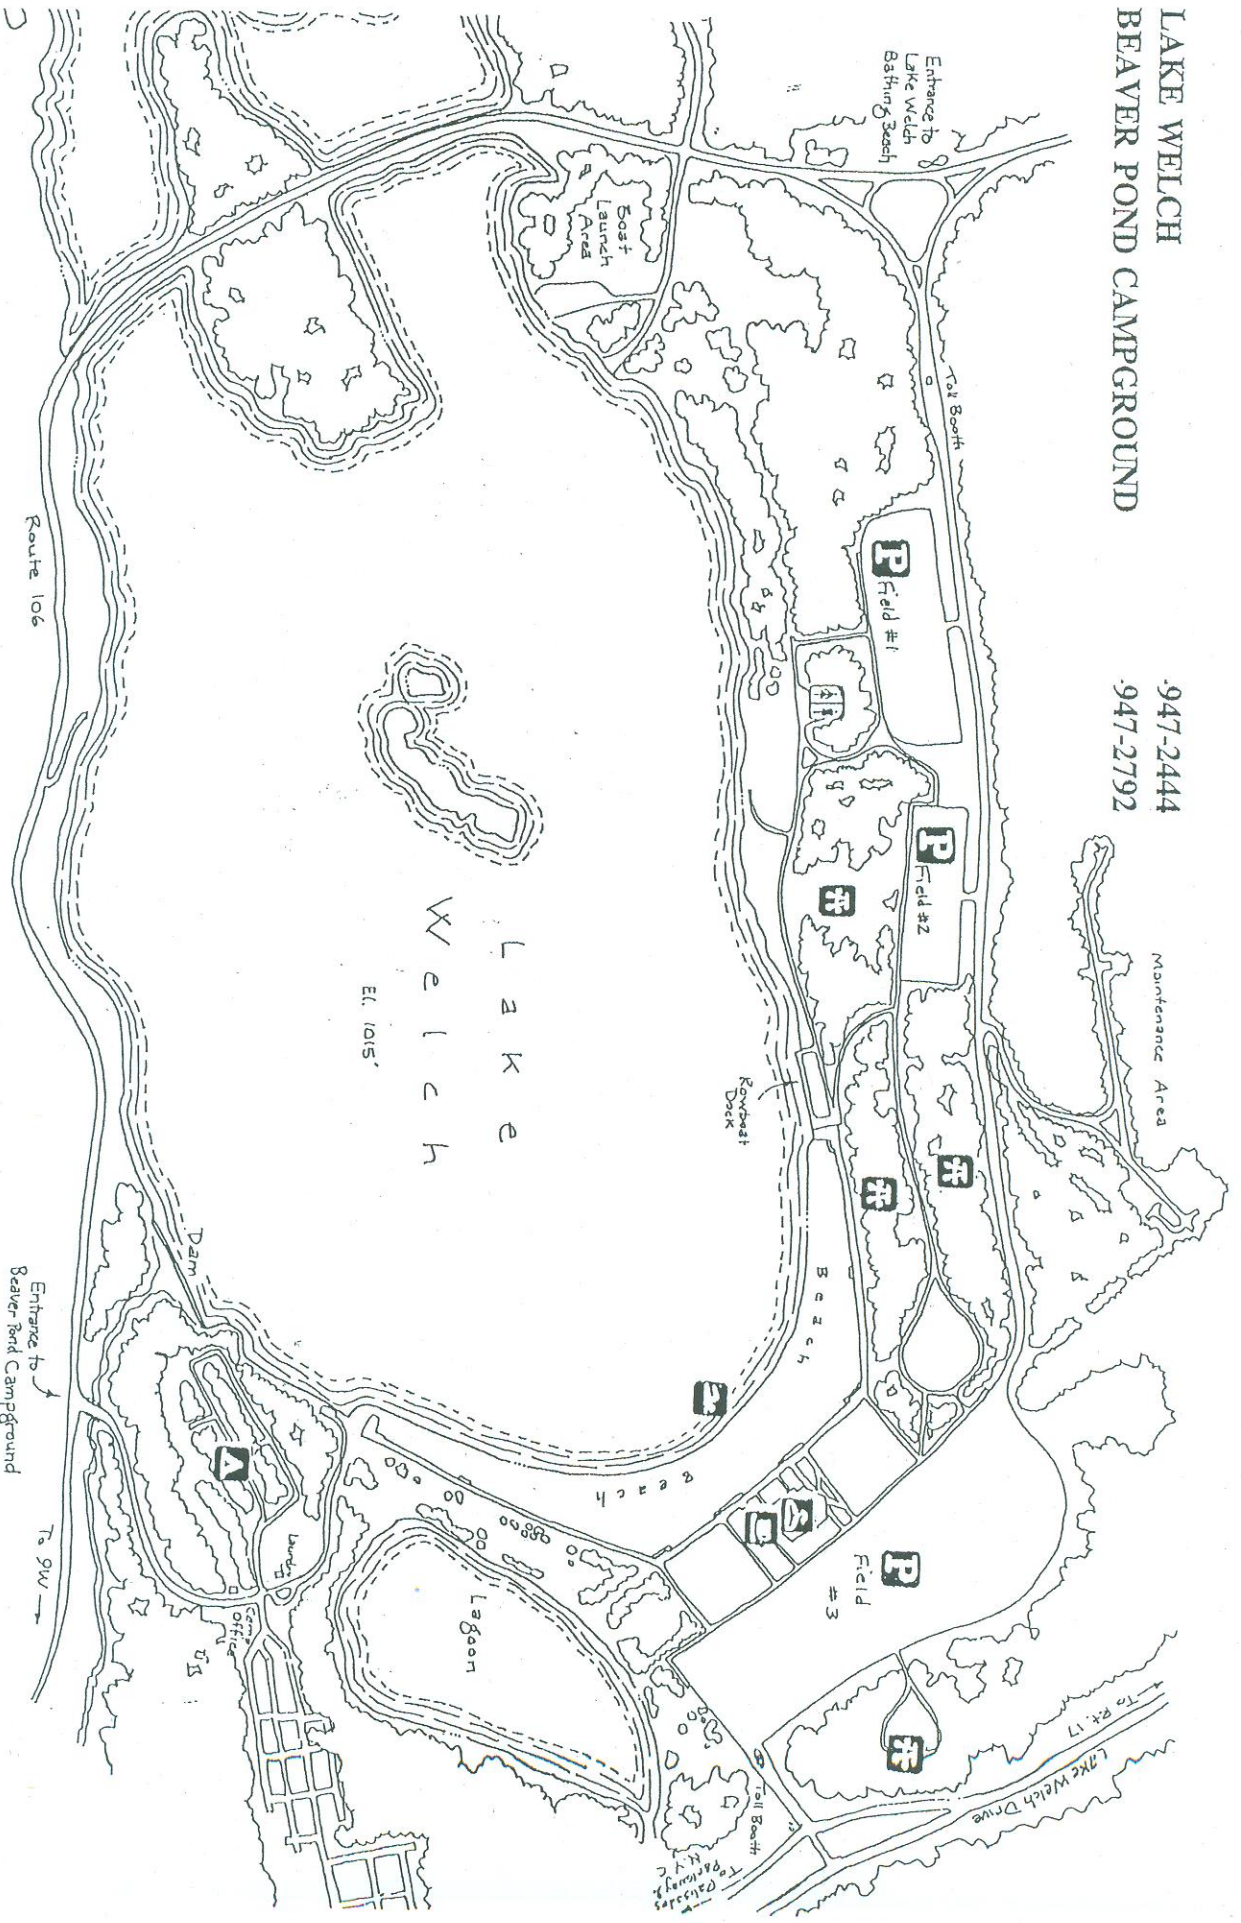 LAKE WELCH
BEAVER POND CAMPGROUND
-947-2444
-947-2792
Entrance to
Lake Welch
Bathing Beach
Boat
Launch
Area
Toll Booth
P
Field #1
P
Field #2
Maintenance Area
Rowboat
Dock
Lake
Welch
El. 1015'
Route 106
Dam
Beach
Beach
P
Field
#3
Lagoon
Laundry
Camp
Office
Entrance to
Beaver Pond Campground
To 9W
To Rt. 17
Lake Welch Drive
Toll Booth
To
Palisades
Parkway &
N.Y.C.